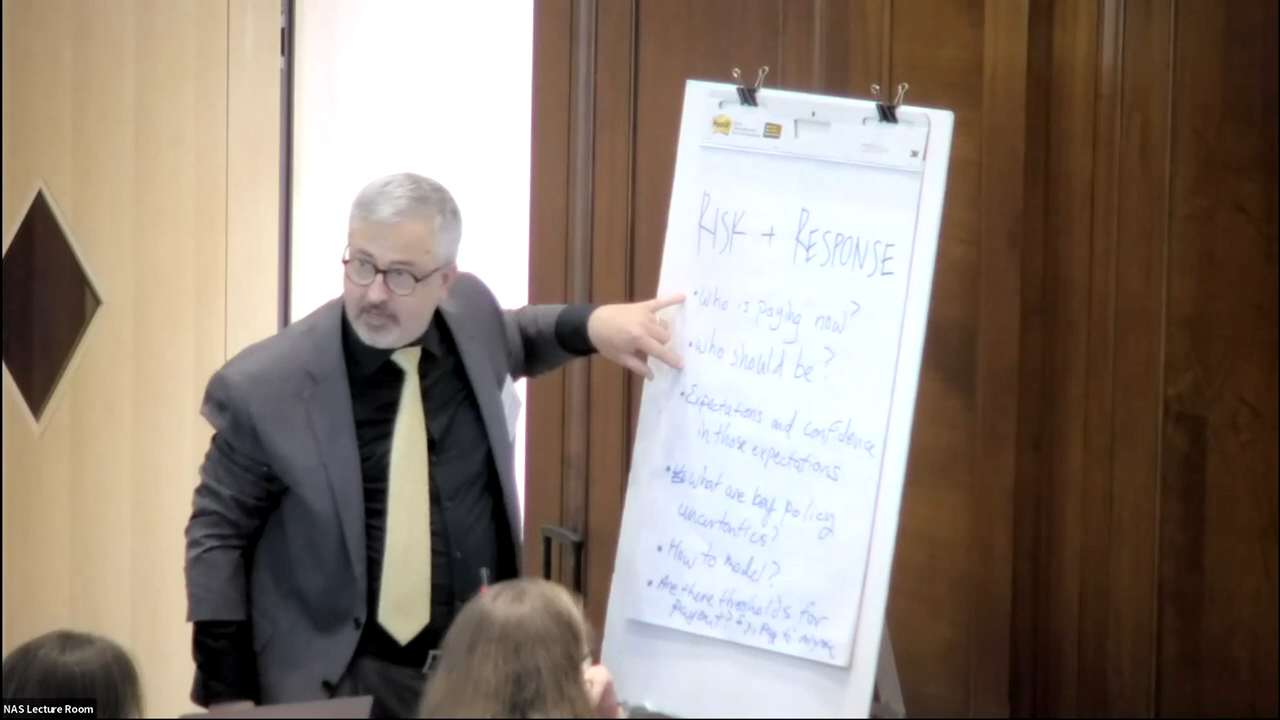 RISK + RESPONSE
• Who is paying now?
• who should be?
• Expectations and confidence
in those expectations
• what are key policy
uncertainties?
• How to model?
• Are there thresholds for
payout?
NAS Lecture Room